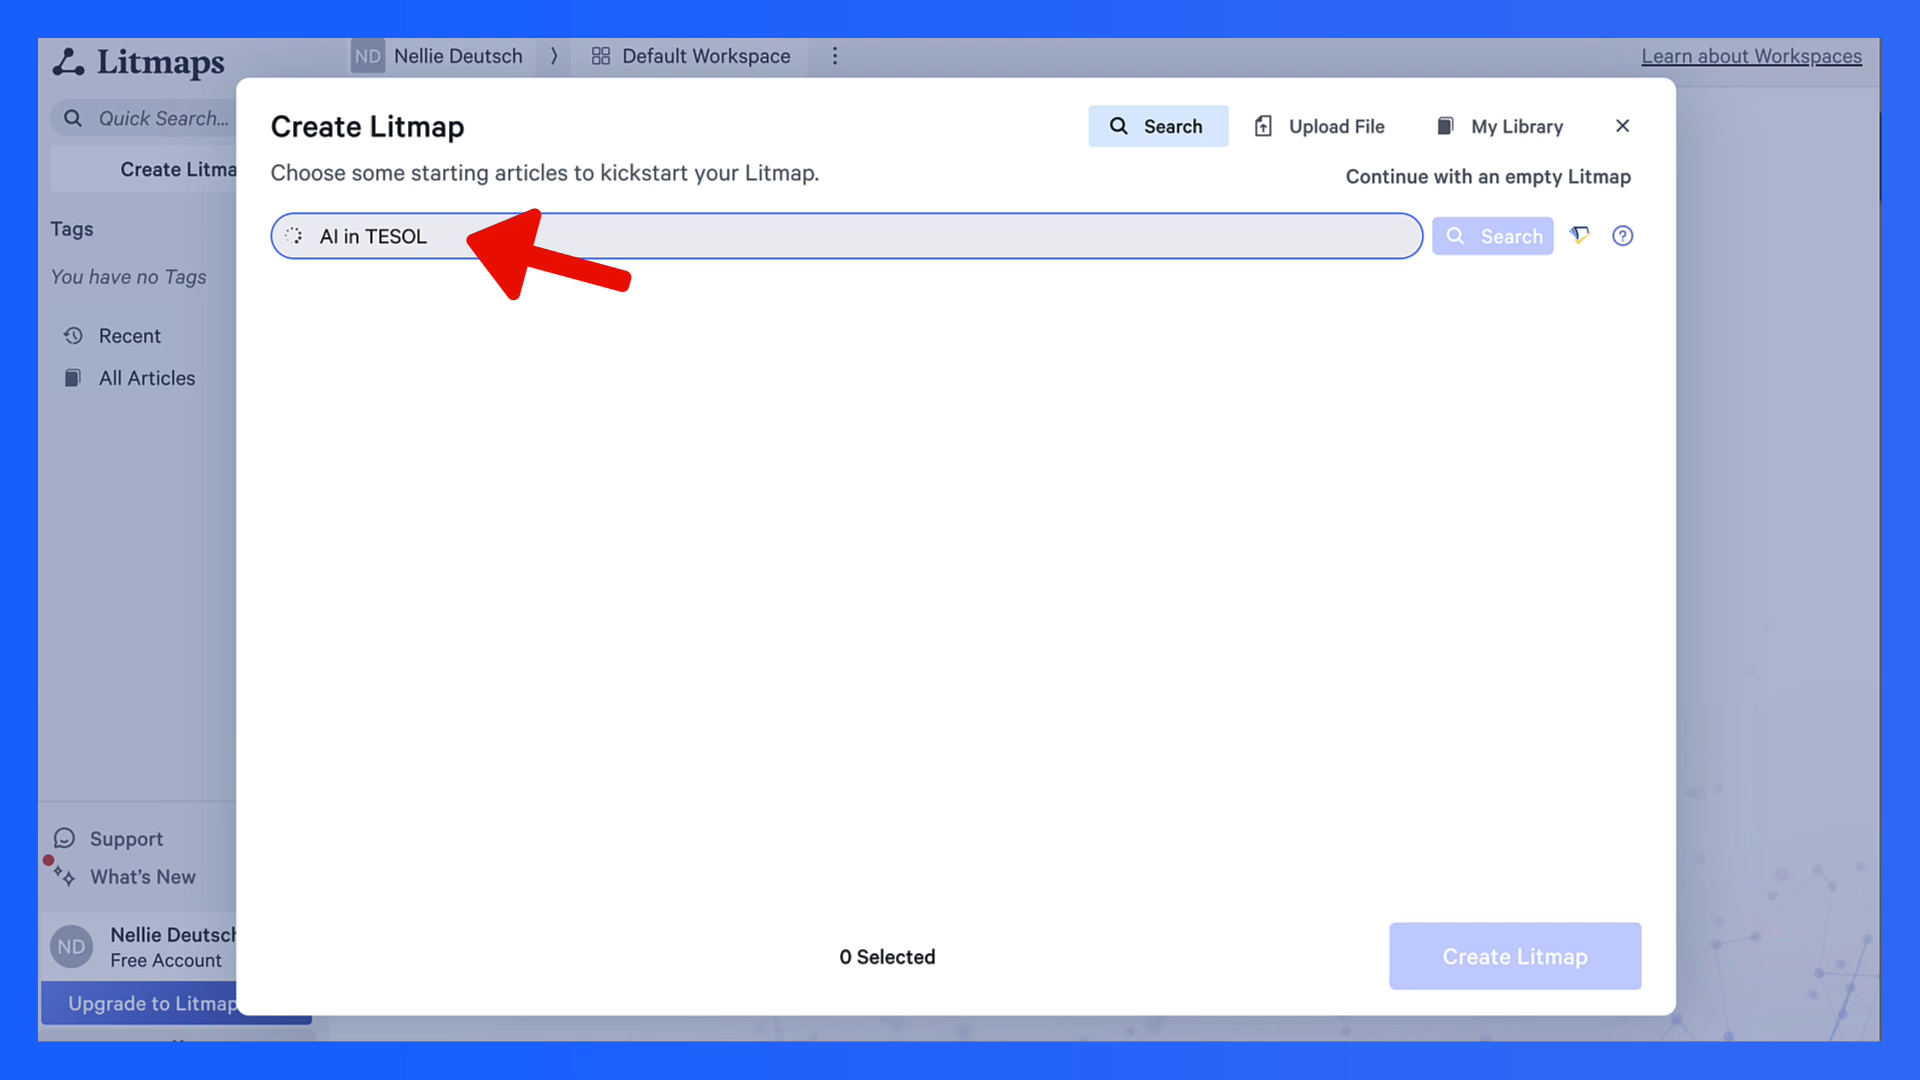 Litmaps
ND Nellie Deutsch 〉 Default Workspace
Learn about Workspaces
Quick Search...
Create Litma
Tags
You have no Tags
Recent
All Articles
Support
What's New
ND Nellie Deutsch
Free Account
Upgrade to Litmap
Create Litmap
Search
Upload File
My Library
Choose some starting articles to kickstart your Litmap.
Continue with an empty Litmap
AI in TESOL
Search
0 Selected
Create Litmap